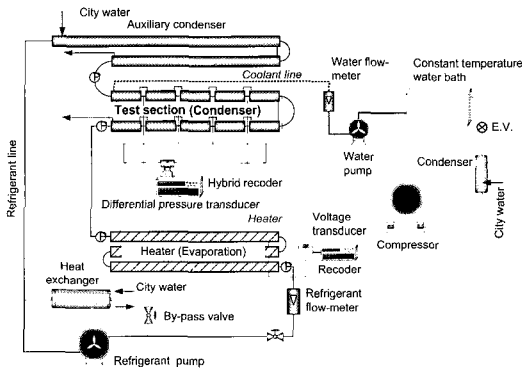 City water
Auxiliary condenser
Coolant line
Water flow-
meter
Constant temperature
water bath
Test section (Condenser)
E.V.
Water
pump
Condenser
City water
Refrigerant line
Hybrid recoder
Differential pressure transducer
Compressor
Heater
Voltage
transducer
Heater (Evaporation)
Recoder
Heat
exchanger
City water
By-pass valve
Refrigerant
flow-meter
Refrigerant pump
P
P
P
P
V
V